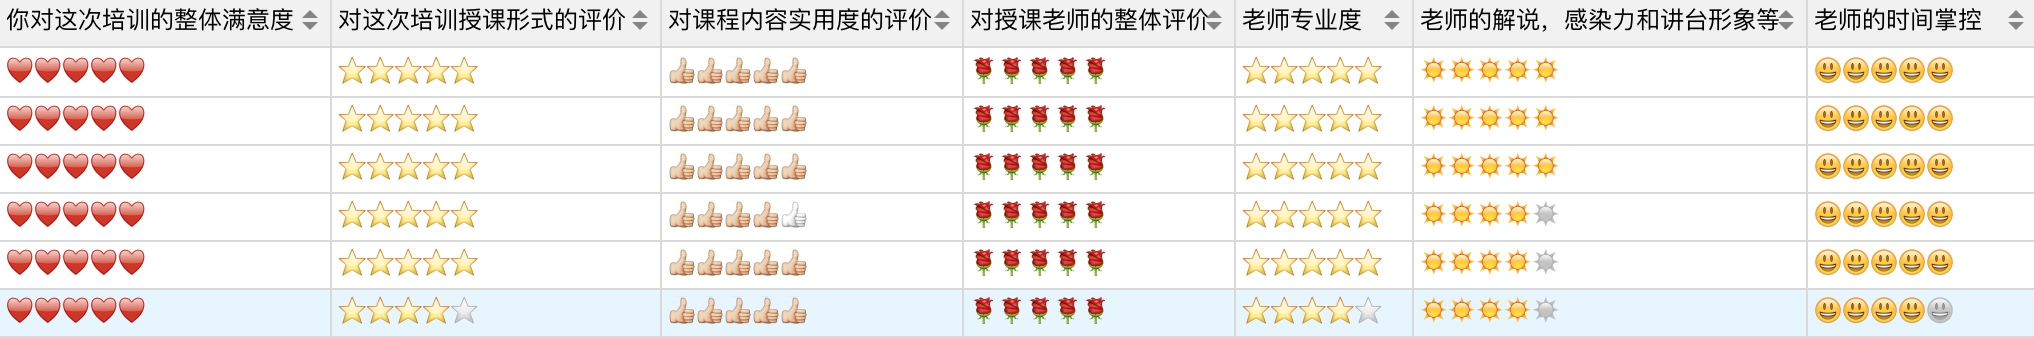 你对这次培训的整体满意度 对这次培训授课形式的评价 对课程内容实用度的评价 对授课老师的整体评价 老师专业度 老师的解说，感染力和讲台形象等 老师的时间掌控